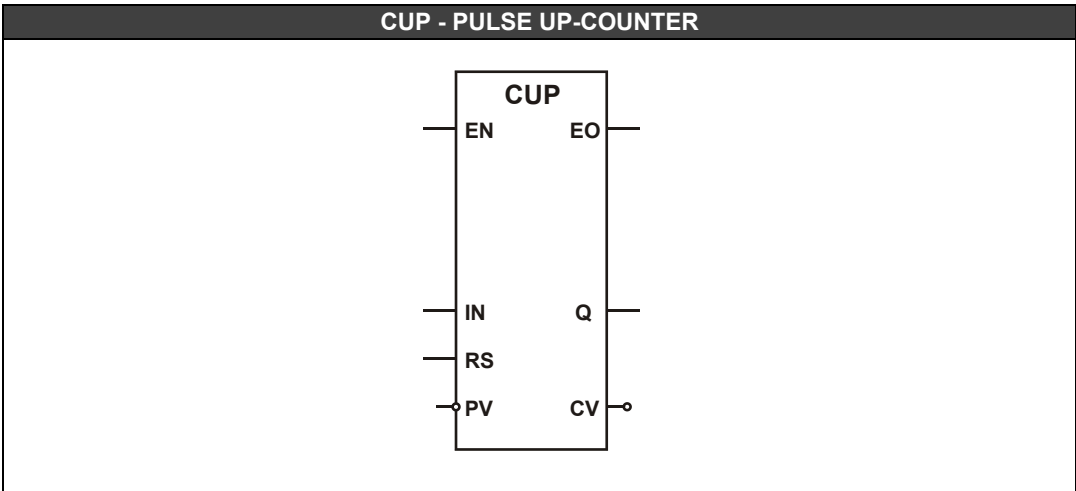 CUP - PULSE UP-COUNTER
CUP
EN EO
IN Q
RS
PV CV